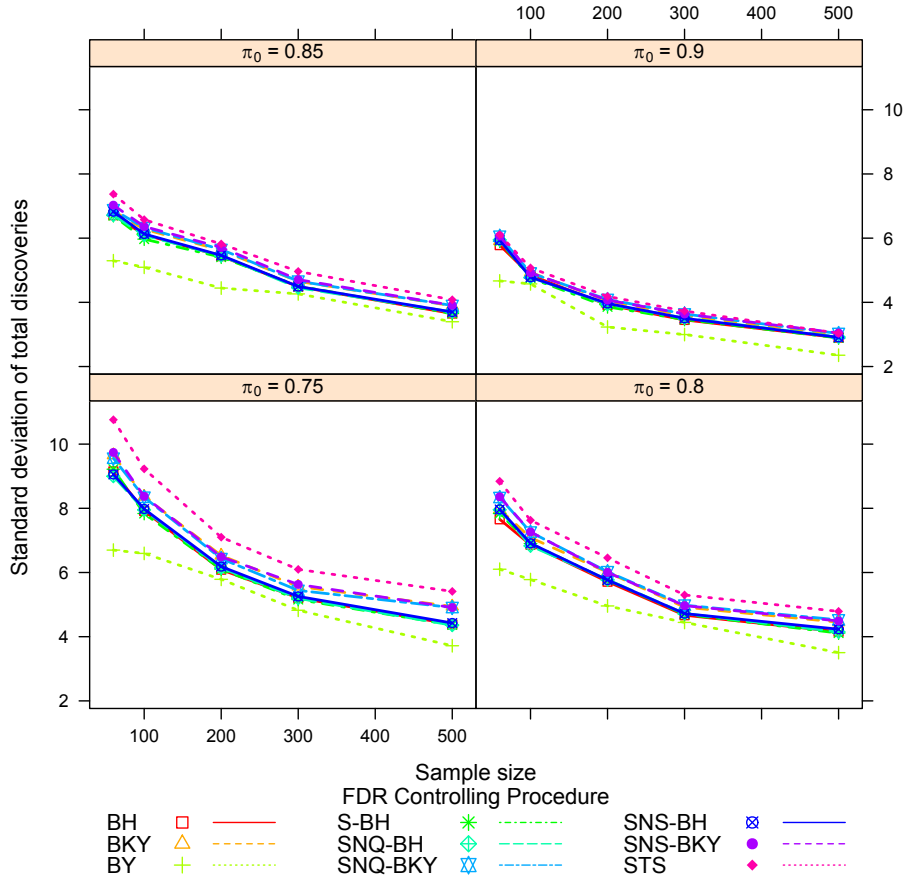 100 200 300 400 500
π0 = 0.85 π0 = 0.9
10
8
6
4
2
Standard deviation of total discoveries
π0 = 0.75 π0 = 0.8
10
8
6
4
2
100 200 300 400 500
Sample size
FDR Controlling Procedure
BH S-BH SNS-BH
BKY SNQ-BH SNS-BKY
BY SNQ-BKY STS